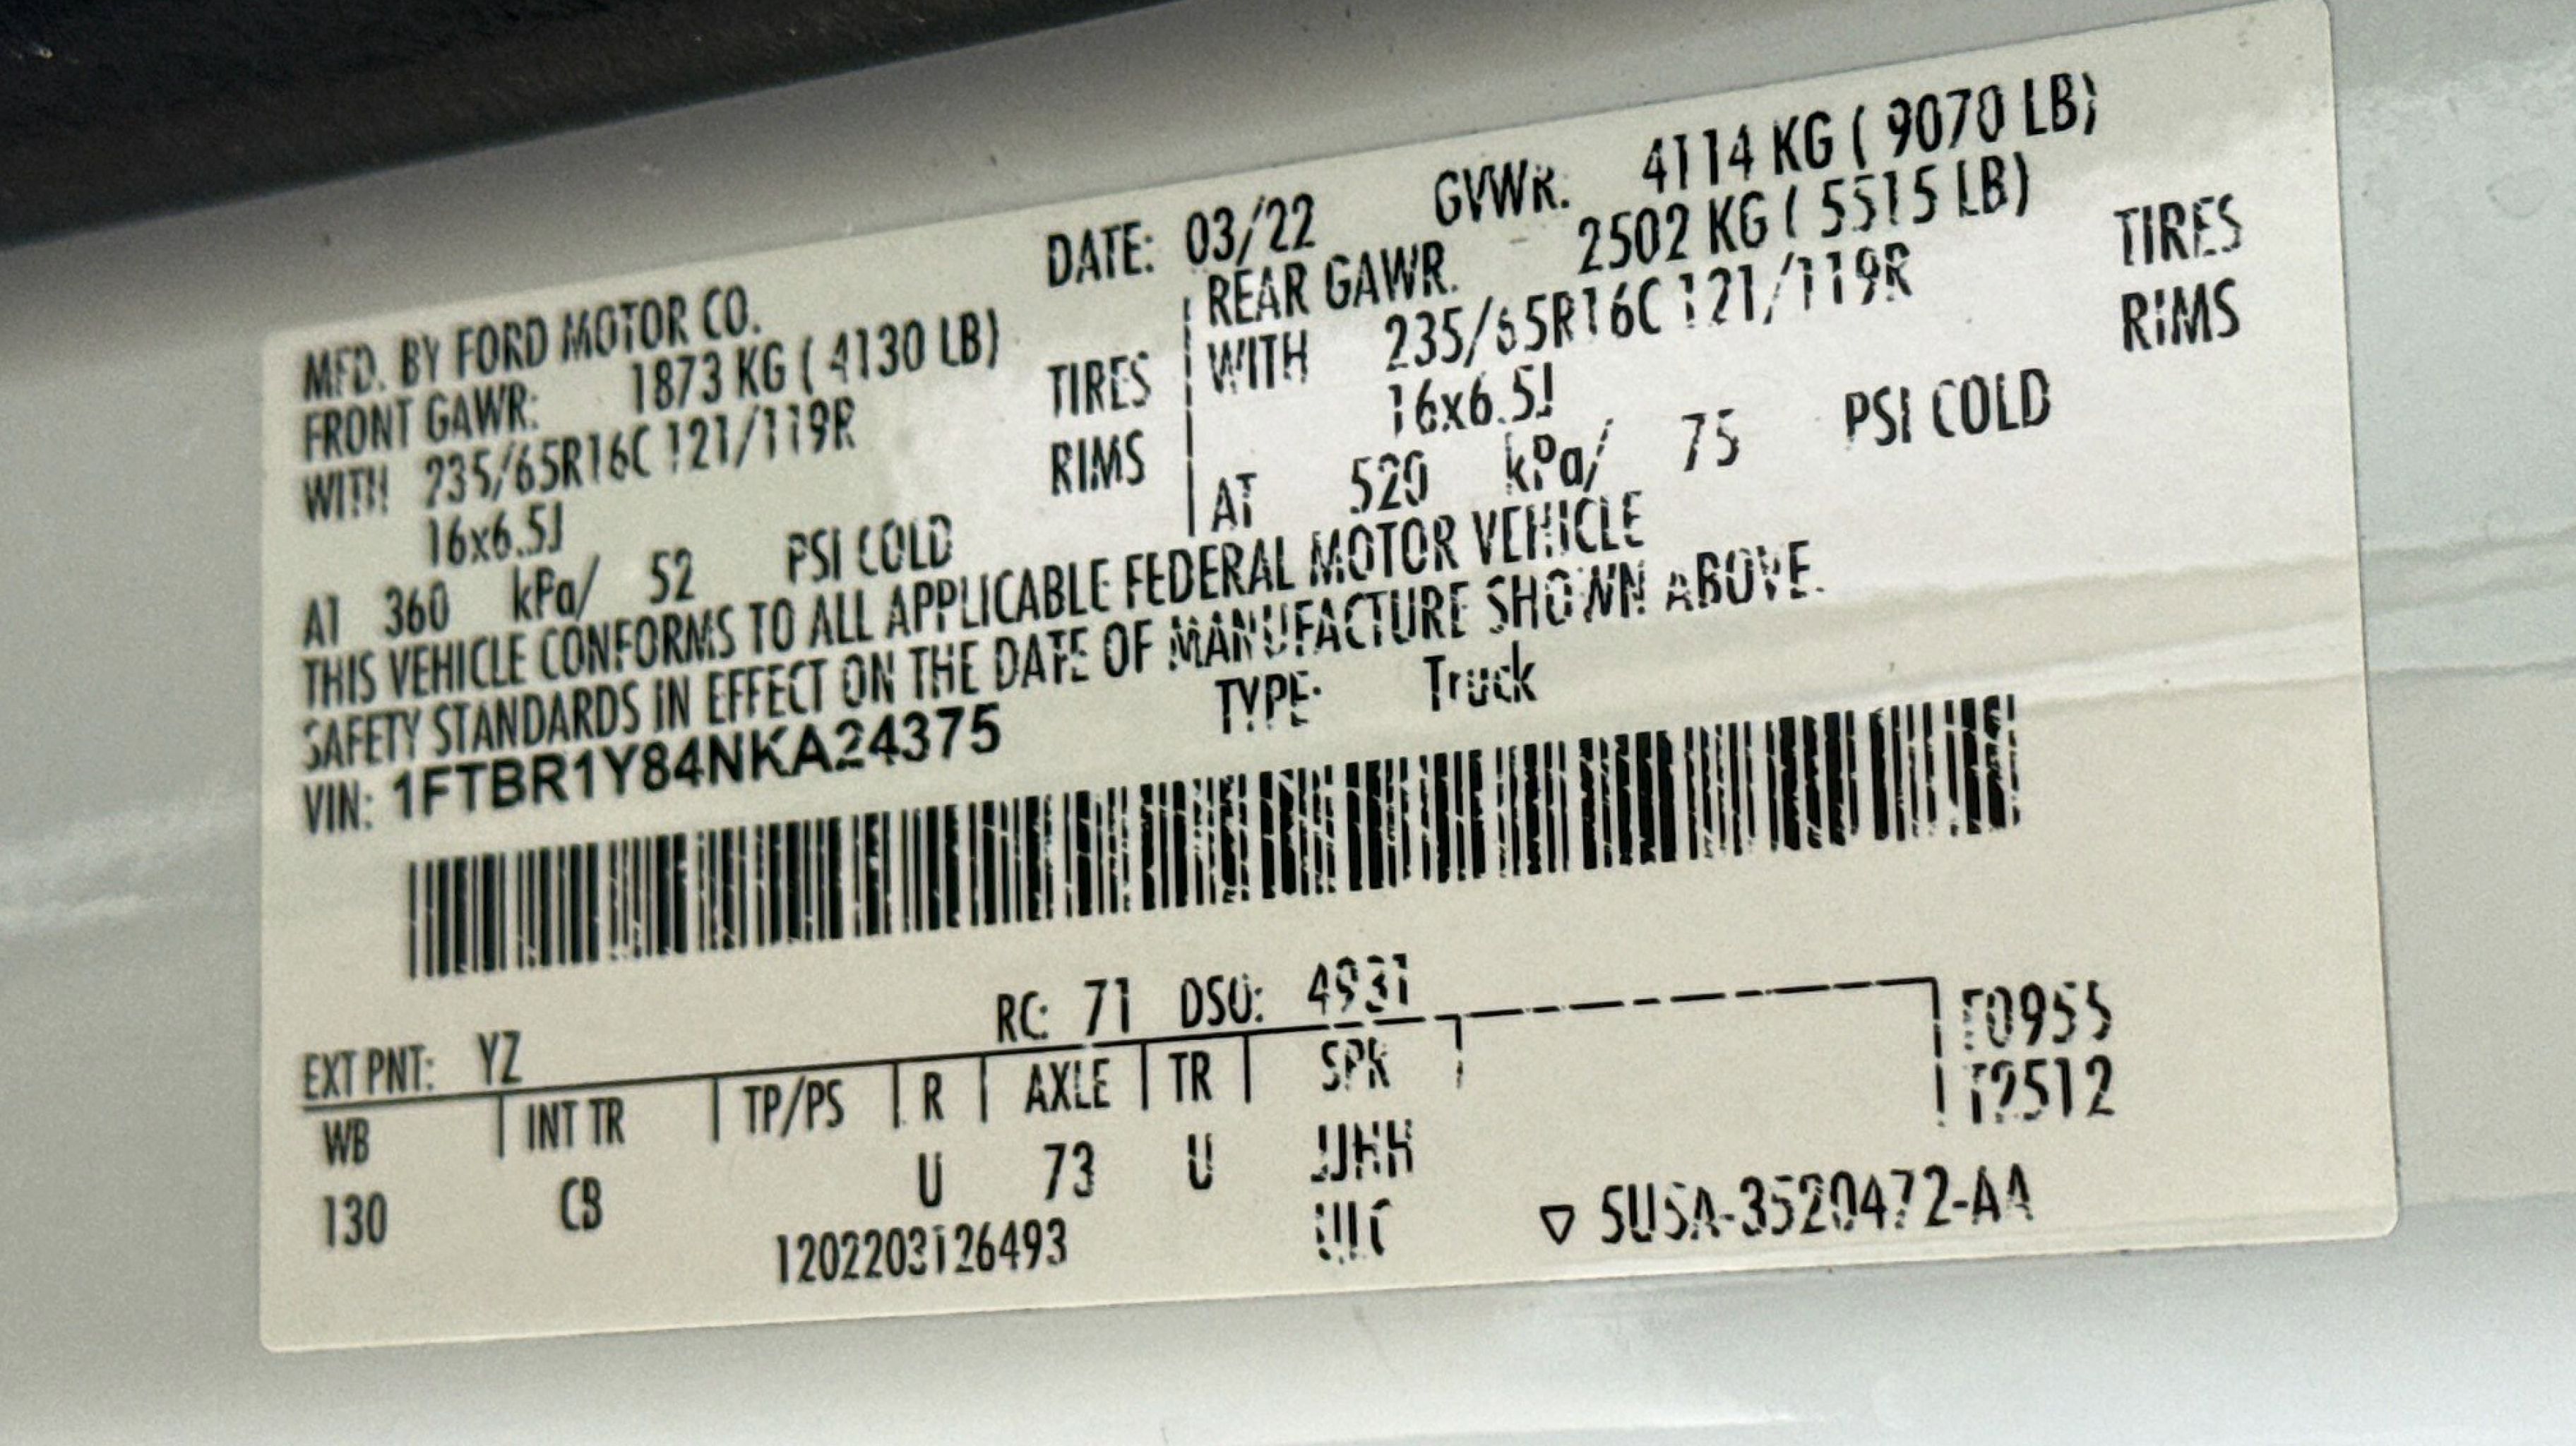 MFD. BY FORD MOTOR CO. DATE: 03/22 GVWR: 4114 KG ( 9070 LB)
FRONT GAWR: 1873 KG ( 4130 LB)
WITH 235/65R16C 121/119R TIRES
16x6.5J RIMS
AT 360 kPa/ 52 PSI COLD
REAR GAWR: 2502 KG ( 5515 LB)
WITH 235/65R16C 121/119R TIRES
16x6.5J RIMS
AT 520 kPa/ 75 PSI COLD
THIS VEHICLE CONFORMS TO ALL APPLICABLE FEDERAL MOTOR VEHICLE
SAFETY STANDARDS IN EFFECT ON THE DATE OF MANUFACTURE SHOWN ABOVE.
VIN: 1FTBR1Y84NKA24375 TYPE: Truck
EXT PNT: YZ RC: 71 DSO: 4931
WB INT TR TP/PS R AXLE TR SPR
130 CB U 73 U JJHH
1202203126493
5U5A-3520472-AA